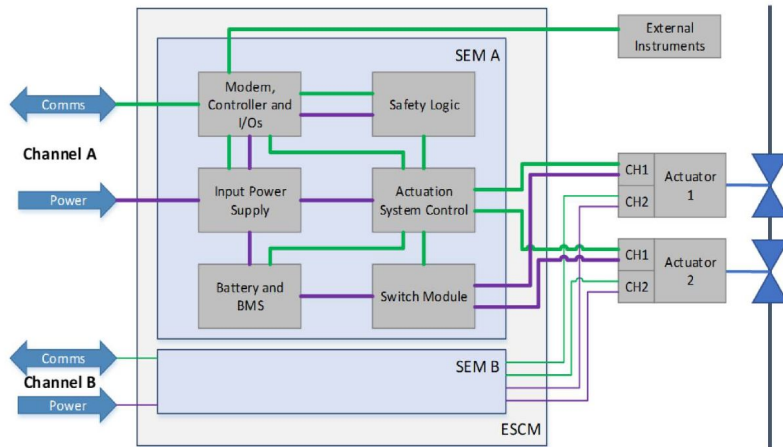 SEM A
External
Instruments
Modem,
Controller and
I/Os
Safety Logic
Comms
Channel A
Power
Input Power
Supply
Actuation
System Control
CH1
CH2
Actuator
1
CH1
CH2
Actuator
2
Battery and
BMS
Switch Module
Comms
Channel B
Power
SEM B
ESCM